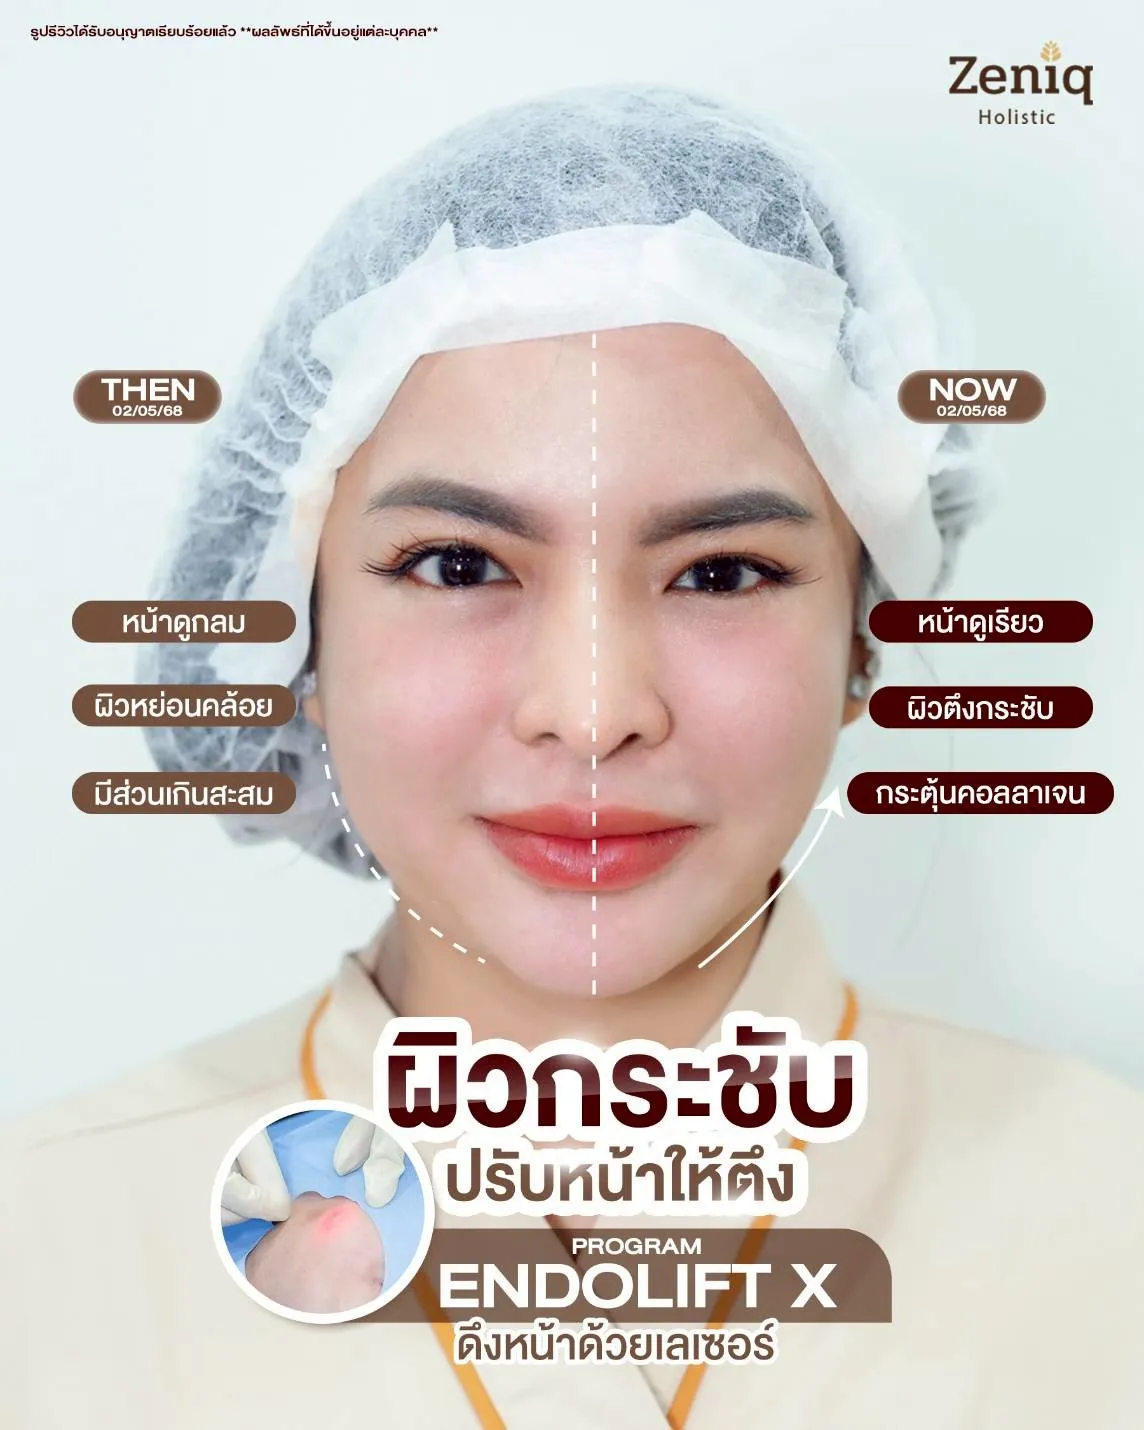 รูปรีวิวได้รับอนุญาตเรียบร้อยแล้ว **ผลลัพธ์ที่ได้ขึ้นอยู่แต่ละบุคคล**
Zeniq
Holistic
THEN
02/05/68
NOW
02/05/68
หน้าดูกลม
หน้าดูเรียว
ผิวหย่อนคล้อย
ผิวตึงกระชับ
มีส่วนเกินสะสม
กระตุ้นคอลลาเจน
ผิวกระชับ
ปรับหน้าให้ตึง
PROGRAM
ENDOLIFT X
ดึงหน้าด้วยเลเซอร์